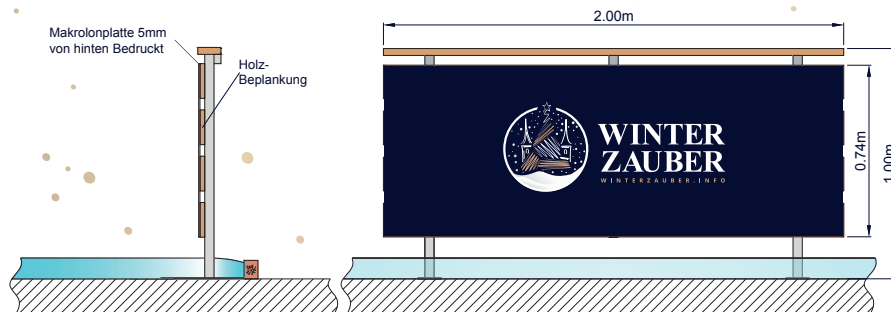 Makrolonplatte 5mm
von hinten Bedruckt
Holz-
Beplankung
2.00m
WINTER
ZAUBER
WINTERZAUBER.INFO
0.74m
1.00m